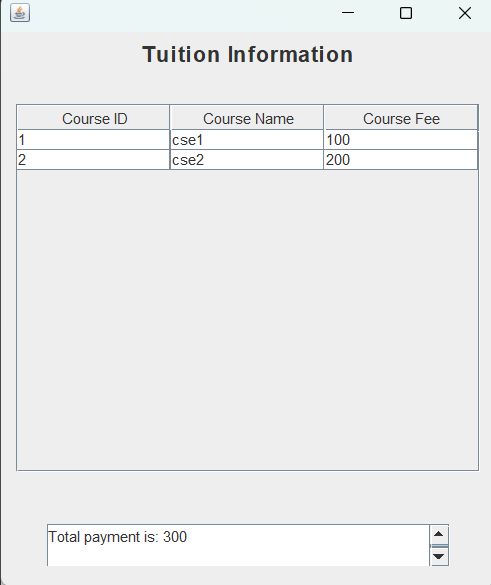 Tuition Information
Course ID Course Name Course Fee
1 cse1 100
2 cse2 200
Total payment is: 300